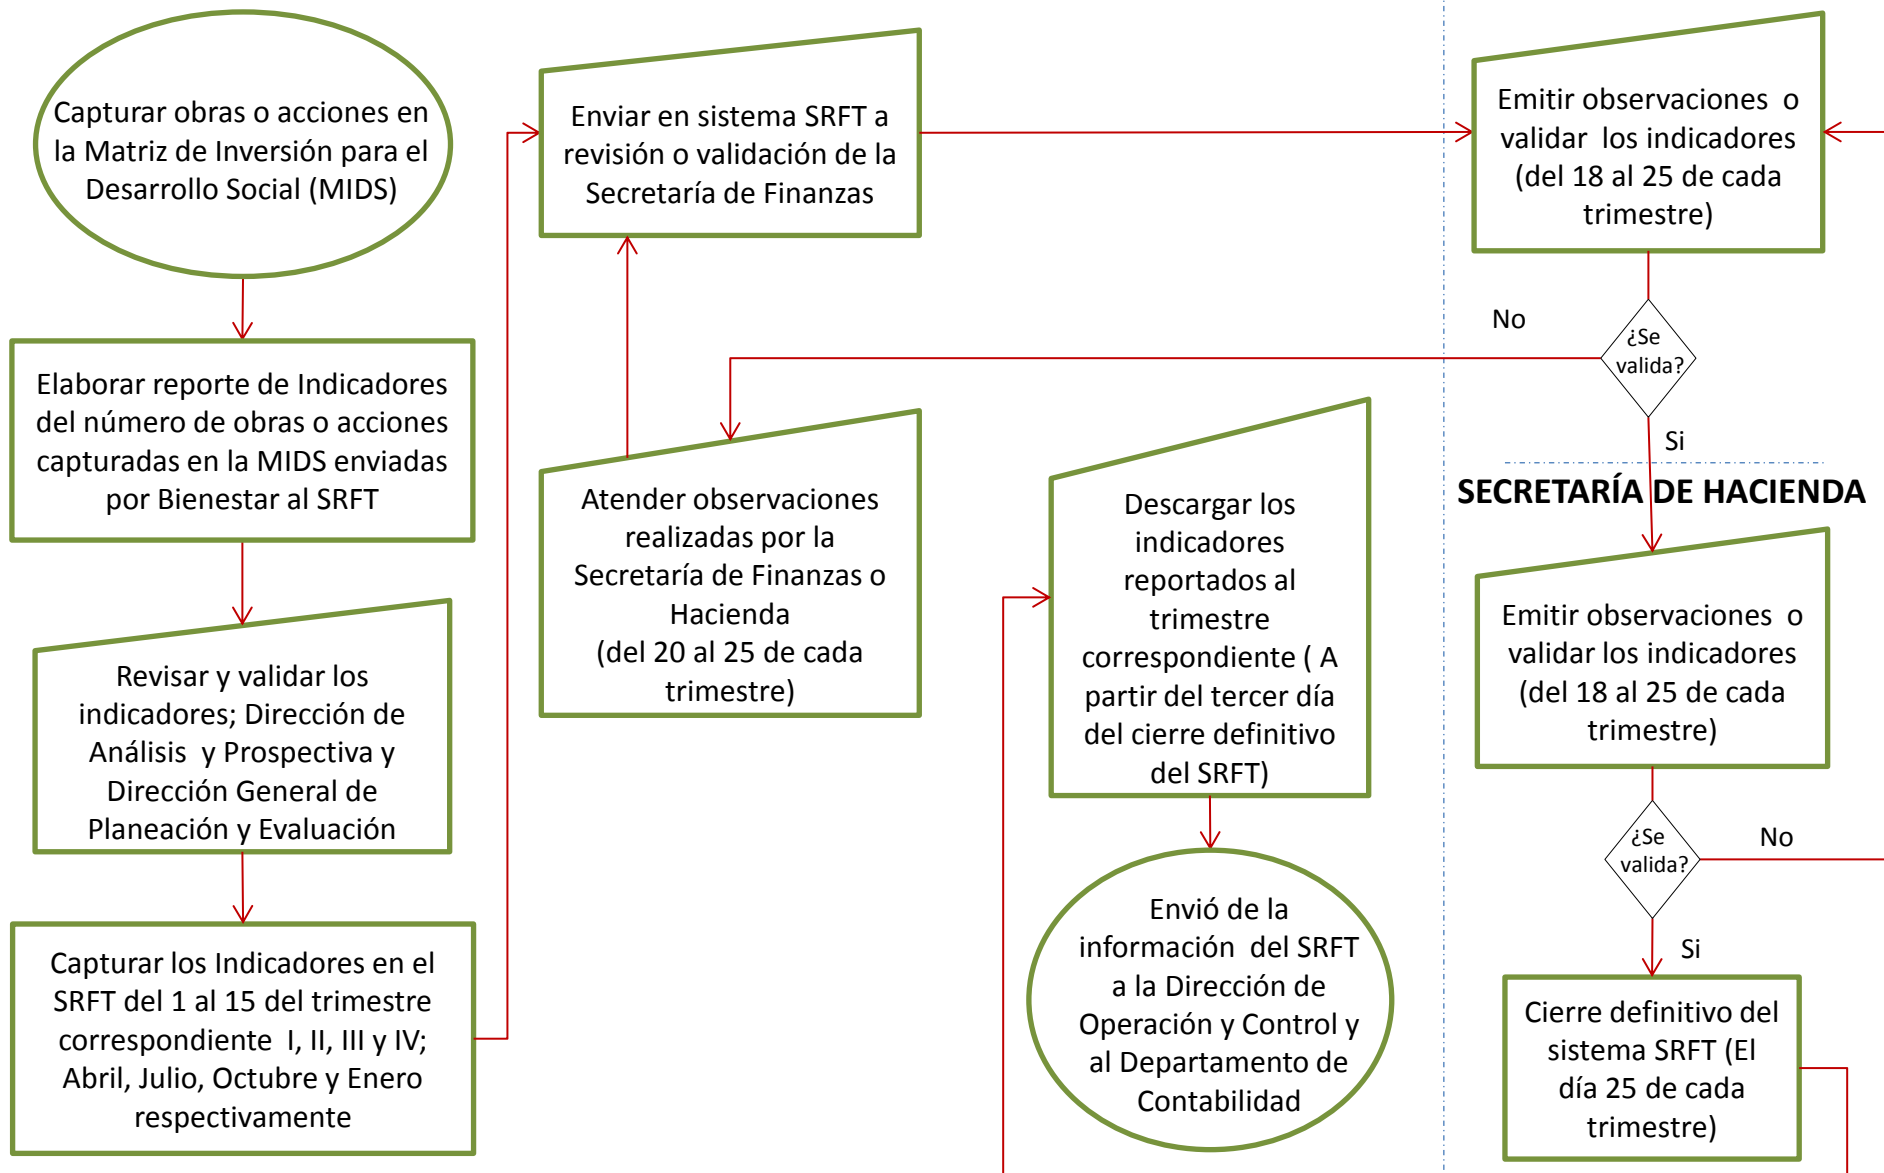 Capturar obras o acciones en
la Matriz de Inversión para el
Desarrollo Social (MIDS)
Elaborar reporte de Indicadores
del número de obras o acciones
capturadas en la MIDS enviadas
por Bienestar al SRFT
Revisar y validar los
indicadores; Dirección de
Análisis y Prospectiva y
Dirección General de
Planeación y Evaluación
Capturar los Indicadores en el
SRFT del 1 al 15 del trimestre
correspondiente I, II, III y IV;
Abril, Julio, Octubre y Enero
respectivamente
Enviar en sistema SRFT a
revisión o validación de la
Secretaría de Finanzas
Atender observaciones
realizadas por la
Secretaría de Finanzas o
Hacienda
(del 20 al 25 de cada
trimestre)
Descargar los
indicadores
reportados al
trimestre
correspondiente ( A
partir del tercer día
del cierre definitivo
del SRFT)
Envió de la
información del SRFT
a la Dirección de
Operación y Control y
al Departamento de
Contabilidad
Emitir observaciones o
validar los indicadores
(del 18 al 25 de cada
trimestre)
No
¿Se
valida?
Si
SECRETARÍA DE HACIENDA
Emitir observaciones o
validar los indicadores
(del 18 al 25 de cada
trimestre)
¿Se
valida?
No
Si
Cierre definitivo del
sistema SRFT (El
día 25 de cada
trimestre)